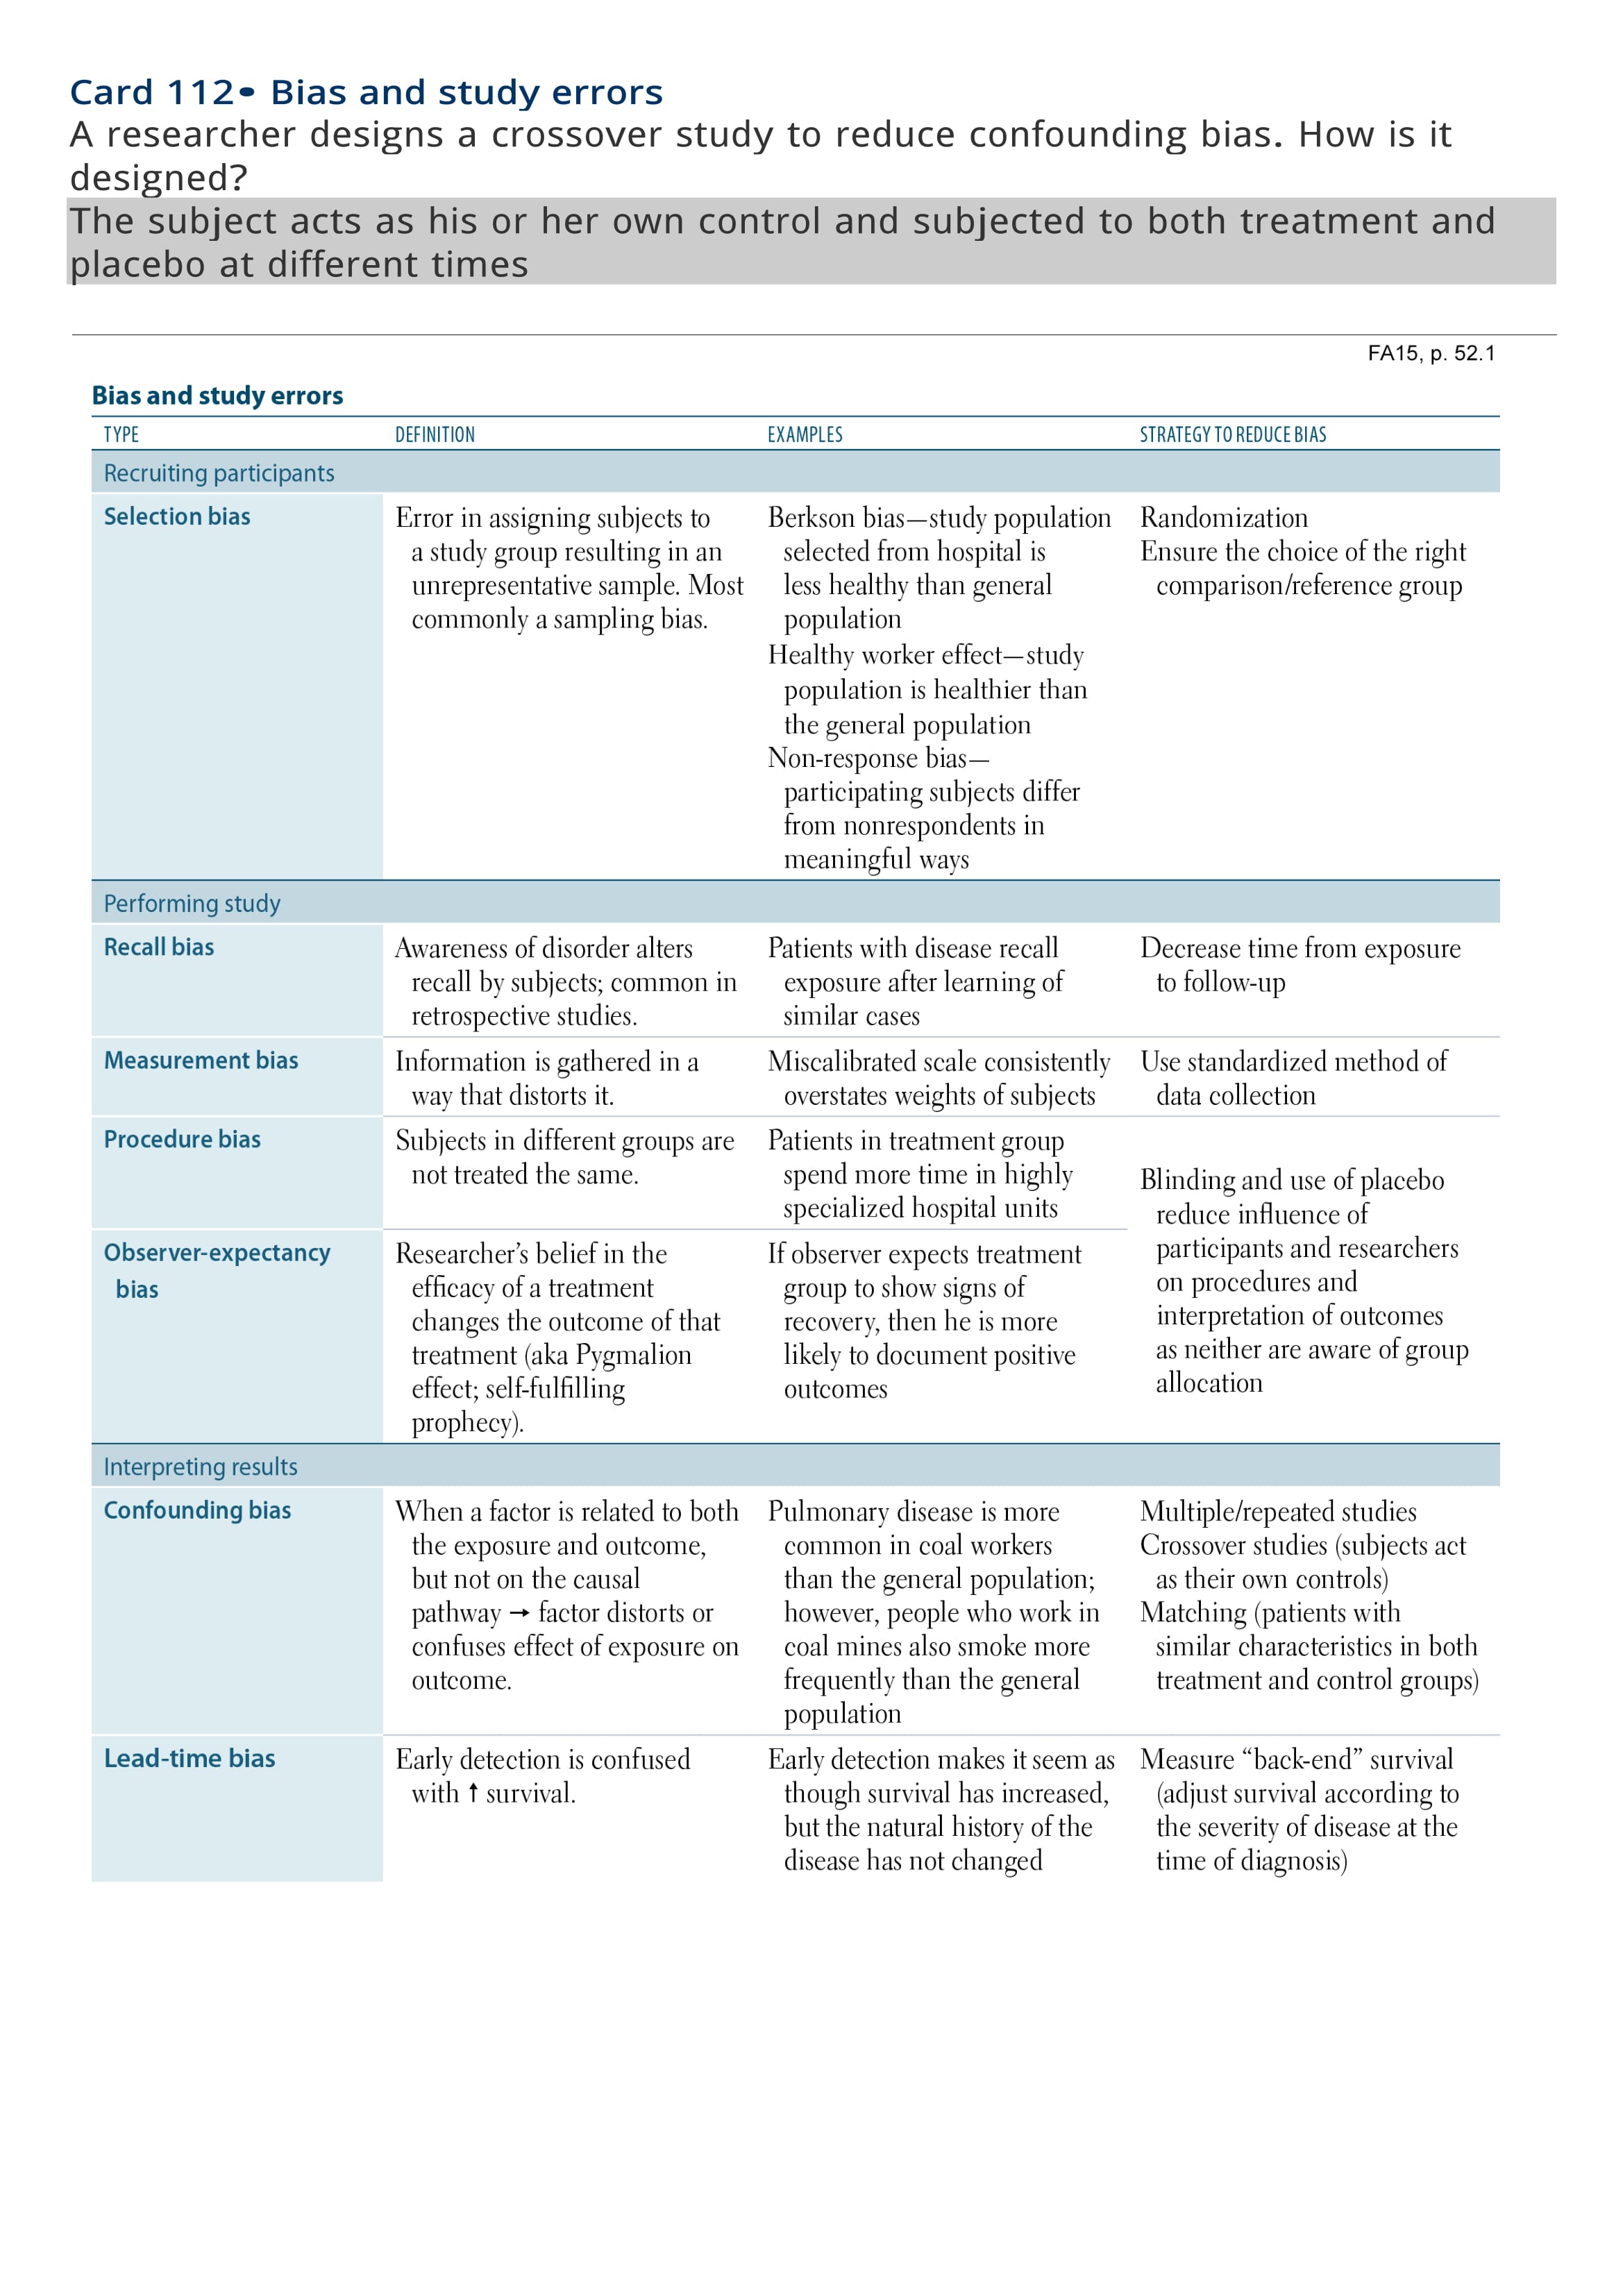 Card 112• Bias and study errors
A researcher designs a crossover study to reduce confounding bias. How is it
designed?
The subject acts as his or her own control and subjected to both treatment and
placebo at different times
FA15, p. 52.1
Bias and study errors
TYPE DEFINITION EXAMPLES STRATEGY TO REDUCE BIAS
Recruiting participants
Selection bias
Error in assigning subjects to
a study group resulting in an
unrepresentative sample. Most
commonly a sampling bias.
Berkson bias—study population
selected from hospital is
less healthy than general
population
Healthy worker effect—study
population is healthier than
the general population
Non-response bias—
participating subjects differ
from nonrespondents in
meaningful ways
Randomization
Ensure the choice of the right
comparison/reference group
Performing study
Recall bias
Awareness of disorder alters
recall by subjects; common in
retrospective studies.
Patients with disease recall
exposure after learning of
similar cases
Decrease time from exposure
to follow-up
Measurement bias
Information is gathered in a
way that distorts it.
Miscalibrated scale consistently
overstates weights of subjects
Use standardized method of
data collection
Procedure bias
Subjects in different groups are
not treated the same.
Patients in treatment group
spend more time in highly
specialized hospital units
Blinding and use of placebo
reduce influence of
participants and researchers
on procedures and
interpretation of outcomes
as neither are aware of group
allocation
Observer-expectancy
bias
Researcher’s belief in the
efficacy of a treatment
changes the outcome of that
treatment (aka Pygmalion
effect; self-fulfilling
prophecy).
If observer expects treatment
group to show signs of
recovery, then he is more
likely to document positive
outcomes
Interpreting results
Confounding bias
When a factor is related to both
the exposure and outcome,
but not on the causal
pathway → factor distorts or
confuses effect of exposure on
outcome.
Pulmonary disease is more
common in coal workers
than the general population;
however, people who work in
coal mines also smoke more
frequently than the general
population
Multiple/repeated studies
Crossover studies (subjects act
as their own controls)
Matching (patients with
similar characteristics in both
treatment and control groups)
Lead-time bias
Early detection is confused
with ↑ survival.
Early detection makes it seem as
though survival has increased,
but the natural history of the
disease has not changed
Measure “back-end” survival
(adjust survival according to
the severity of disease at the
time of diagnosis)